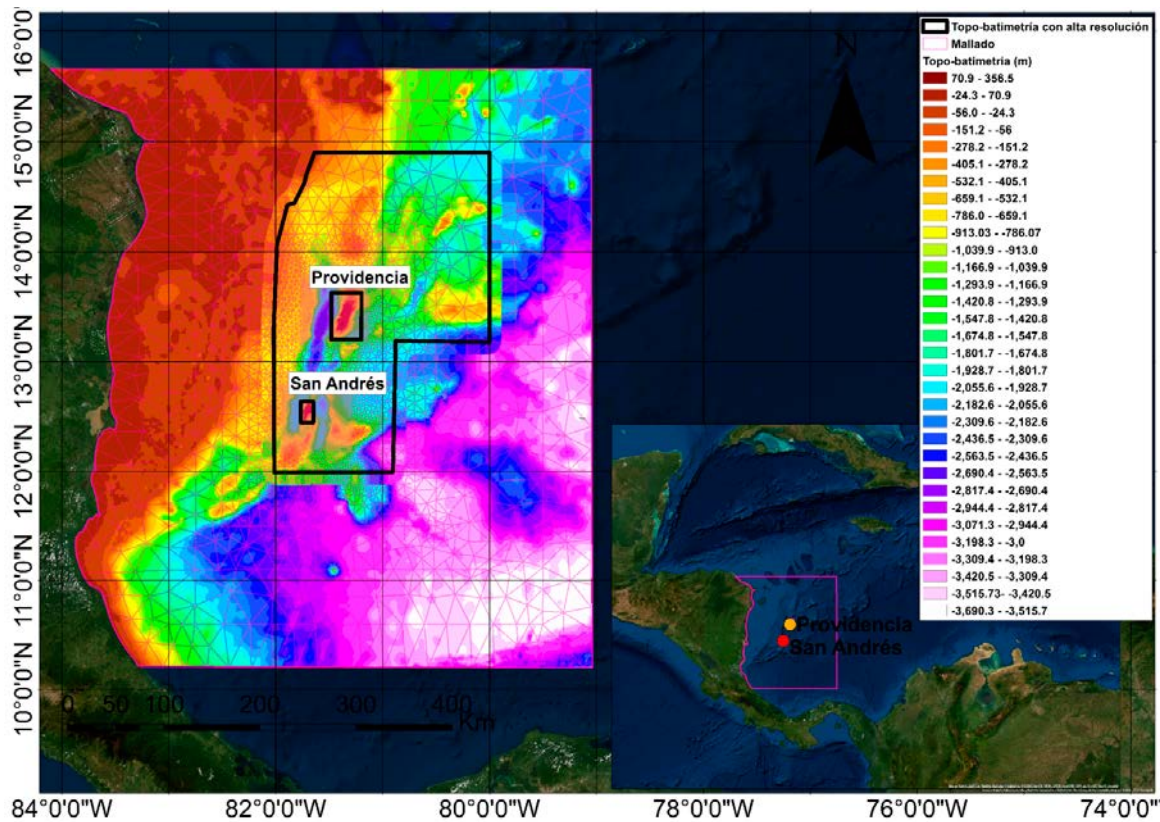 16°0'0"
15°0'0"N
14°0'0"N
13°0'0"N
12°0'0"N
11°0'0"N
10°0'0"N
N
Providencia
San Andrés
0 50 100 200 300 400
Km
Topo-batimetría con alta resolución
Mallado
Topo-batimetría (m)
70.9 - 356.5
-24.3 - 70.9
-56.0 - -24.3
-151.2 - -56
-278.2 - -151.2
-405.1 - -278.2
-532.1 - -405.1
-659.1 - -532.1
-786.0 - -659.1
-913.03 - -786.07
-1,039.9 - -913.0
-1,166.9 - -1,039.9
-1,293.9 - -1,166.9
-1,420.8 - -1,293.9
-1,547.8 - -1,420.8
-1,674.8 - -1,547.8
-1,801.7 - -1,674.8
-1,928.7 - -1,801.7
-2,055.6 - -1,928.7
-2,182.6 - -2,055.6
-2,309.6 - -2,182.6
-2,436.5 - -2,309.6
-2,563.5 - -2,436.5
-2,690.4 - -2,563.5
-2,817.4 - -2,690.4
-2,944.4 - -2,817.4
-3,071.3 - -2,944.4
-3,198.3 - -3,0
-3,309.4 - -3,198.3
-3,420.5 - -3,309.4
-3,515.73- -3,420.5
-3,690.3 - -3,515.7
Providencia
San Andrés
84°0'0"W 82°0'0"W 80°0'0"W 78°0'0"W 76°0'0"W 74°0'0"W